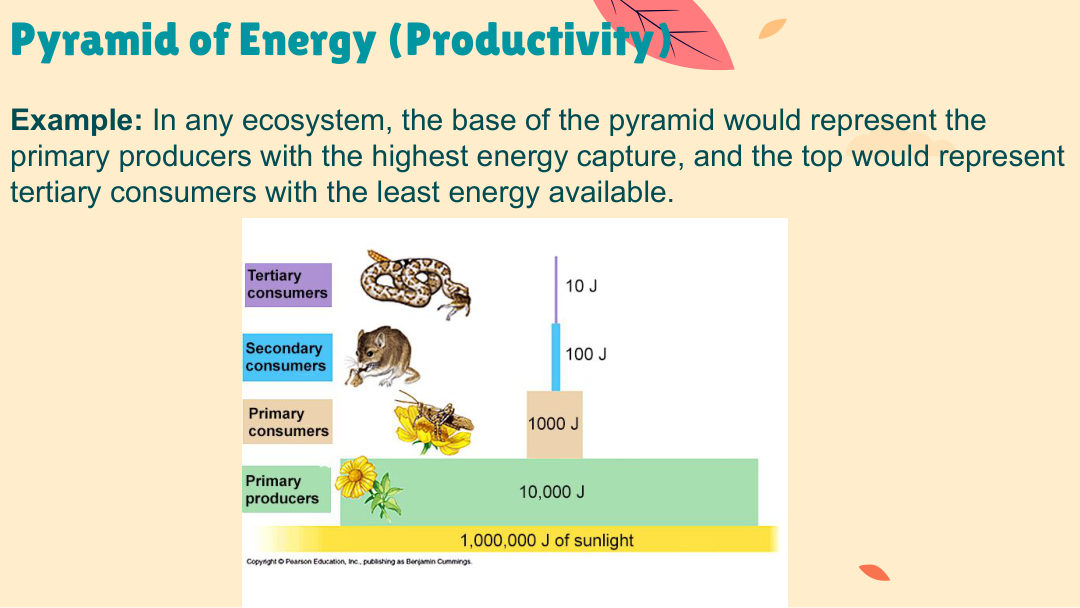 Pyramid of Energy (Productivity)
Example: In any ecosystem, the base of the pyramid would represent the
primary producers with the highest energy capture, and the top would represent
tertiary consumers with the least energy available.
Tertiary
consumers
10 J
Secondary
consumers
100 J
Primary
consumers
1000 J
Primary
producers
10,000 J
1,000,000 J of sunlight
Copyright © Pearson Education, Inc., publishing as Benjamin Cummings.